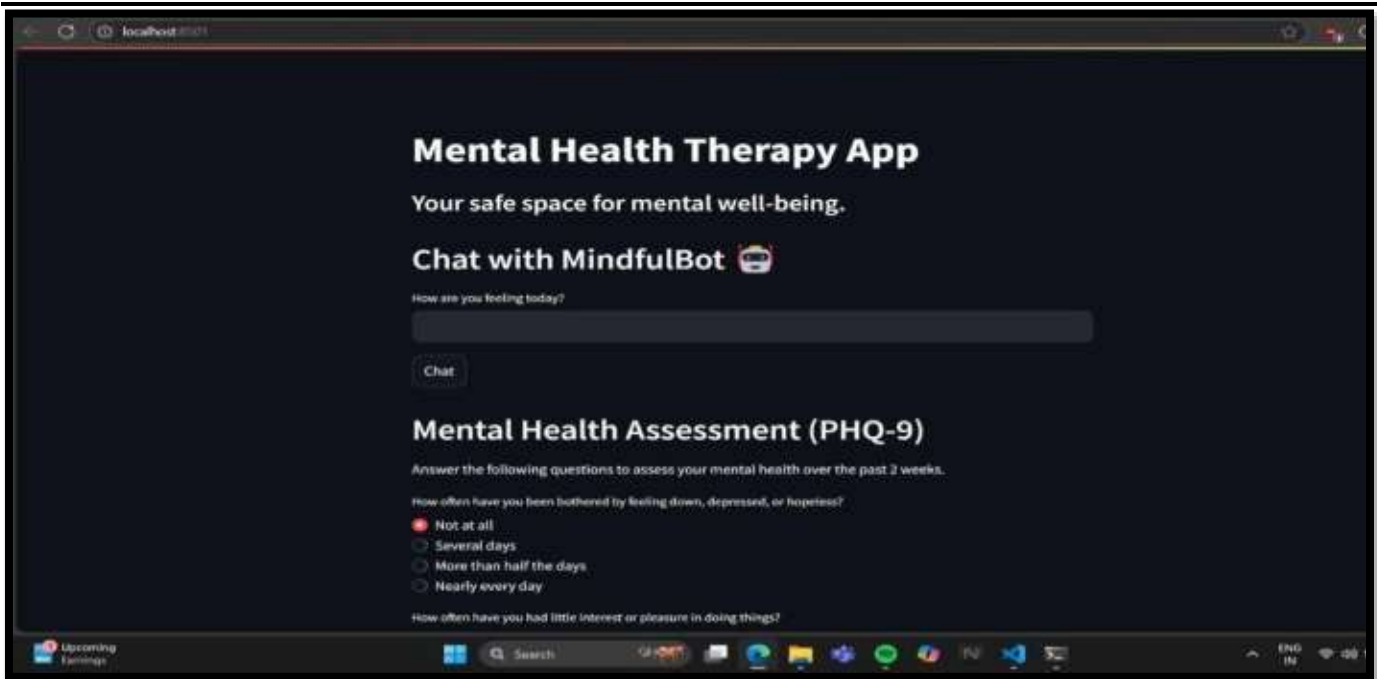 localhost
Mental Health Therapy App
Your safe space for mental well-being.
Chat with MindfulBot
How are you feeling today?
Chat
Mental Health Assessment (PHQ-9)
Answer the following questions to assess your mental health over the past 2 weeks.
How often have you been bothered by feeling down, depressed, or hopeless?
Not at all
Several days
More than half the days
Nearly every day
How often have you had little interest or pleasure in doing things?
Upcoming
Earnings
Search
ENG
IN